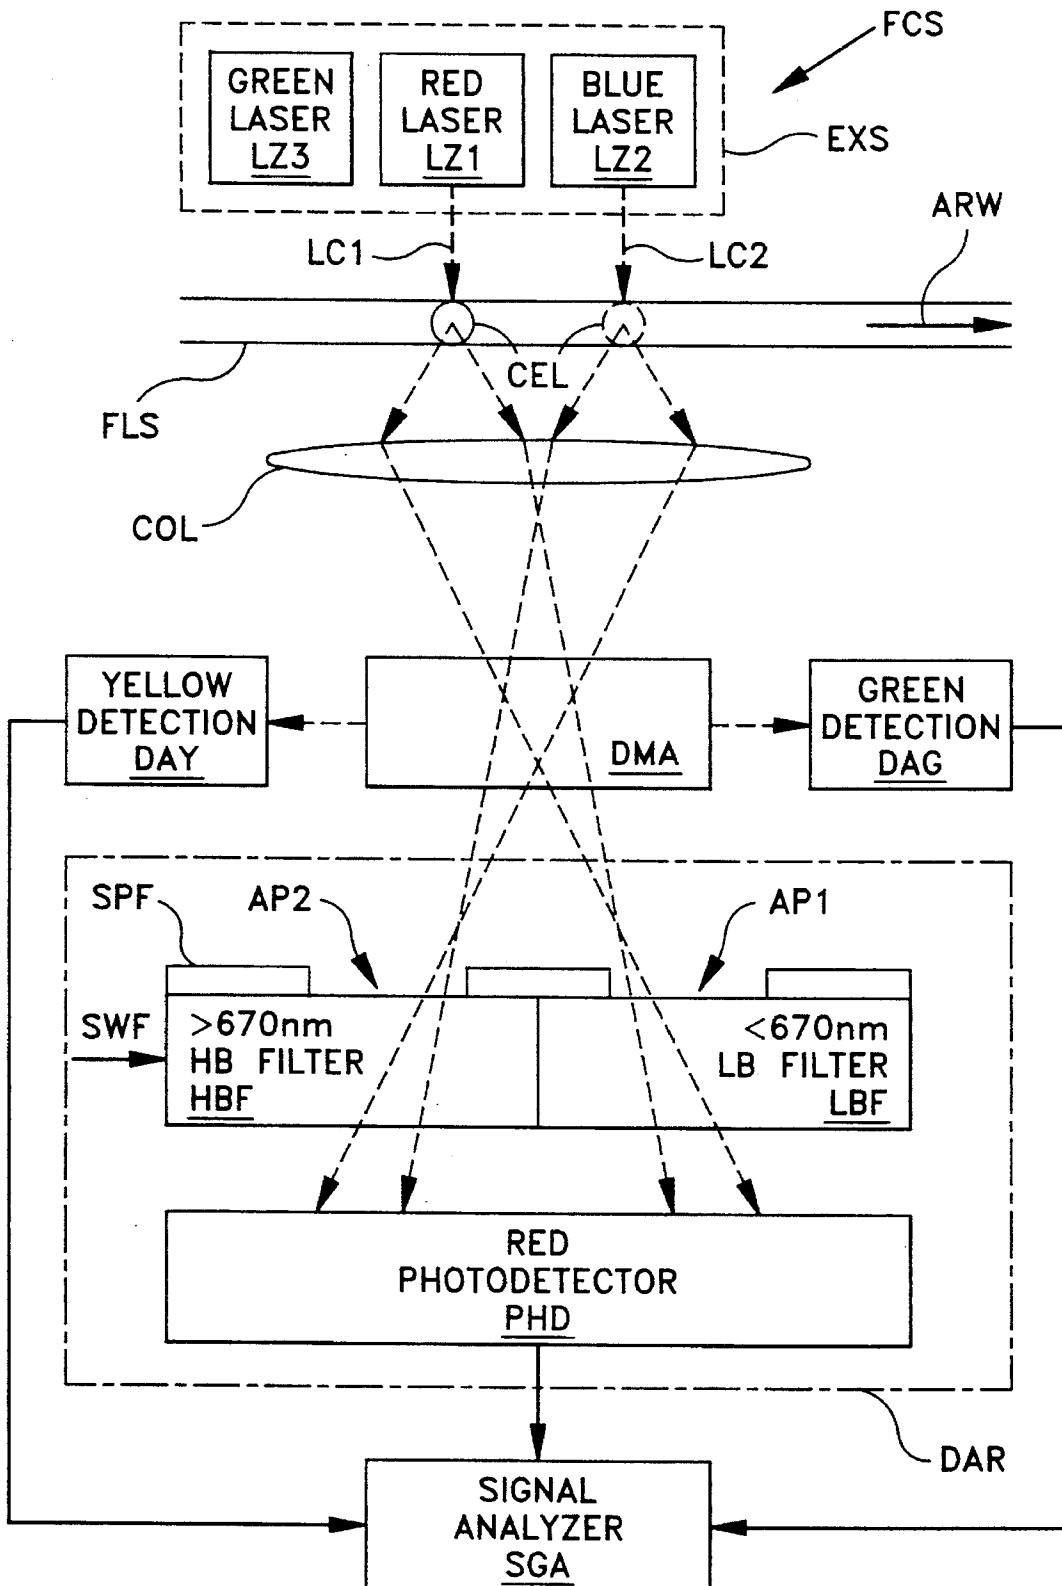 FCS
GREEN
LASER
LZ3
RED
LASER
LZ1
BLUE
LASER
LZ2
EXS
ARW
LC1
LC2
CEL
FLS
COL
YELLOW
DETECTION
DAY
DMA
GREEN
DETECTION
DAG
SPF
AP2
AP1
SWF
>670nm
HB FILTER
HBF
<670nm
LB FILTER
LBF
RED
PHOTODETECTOR
PHD
DAR
SIGNAL
ANALYZER
SGA